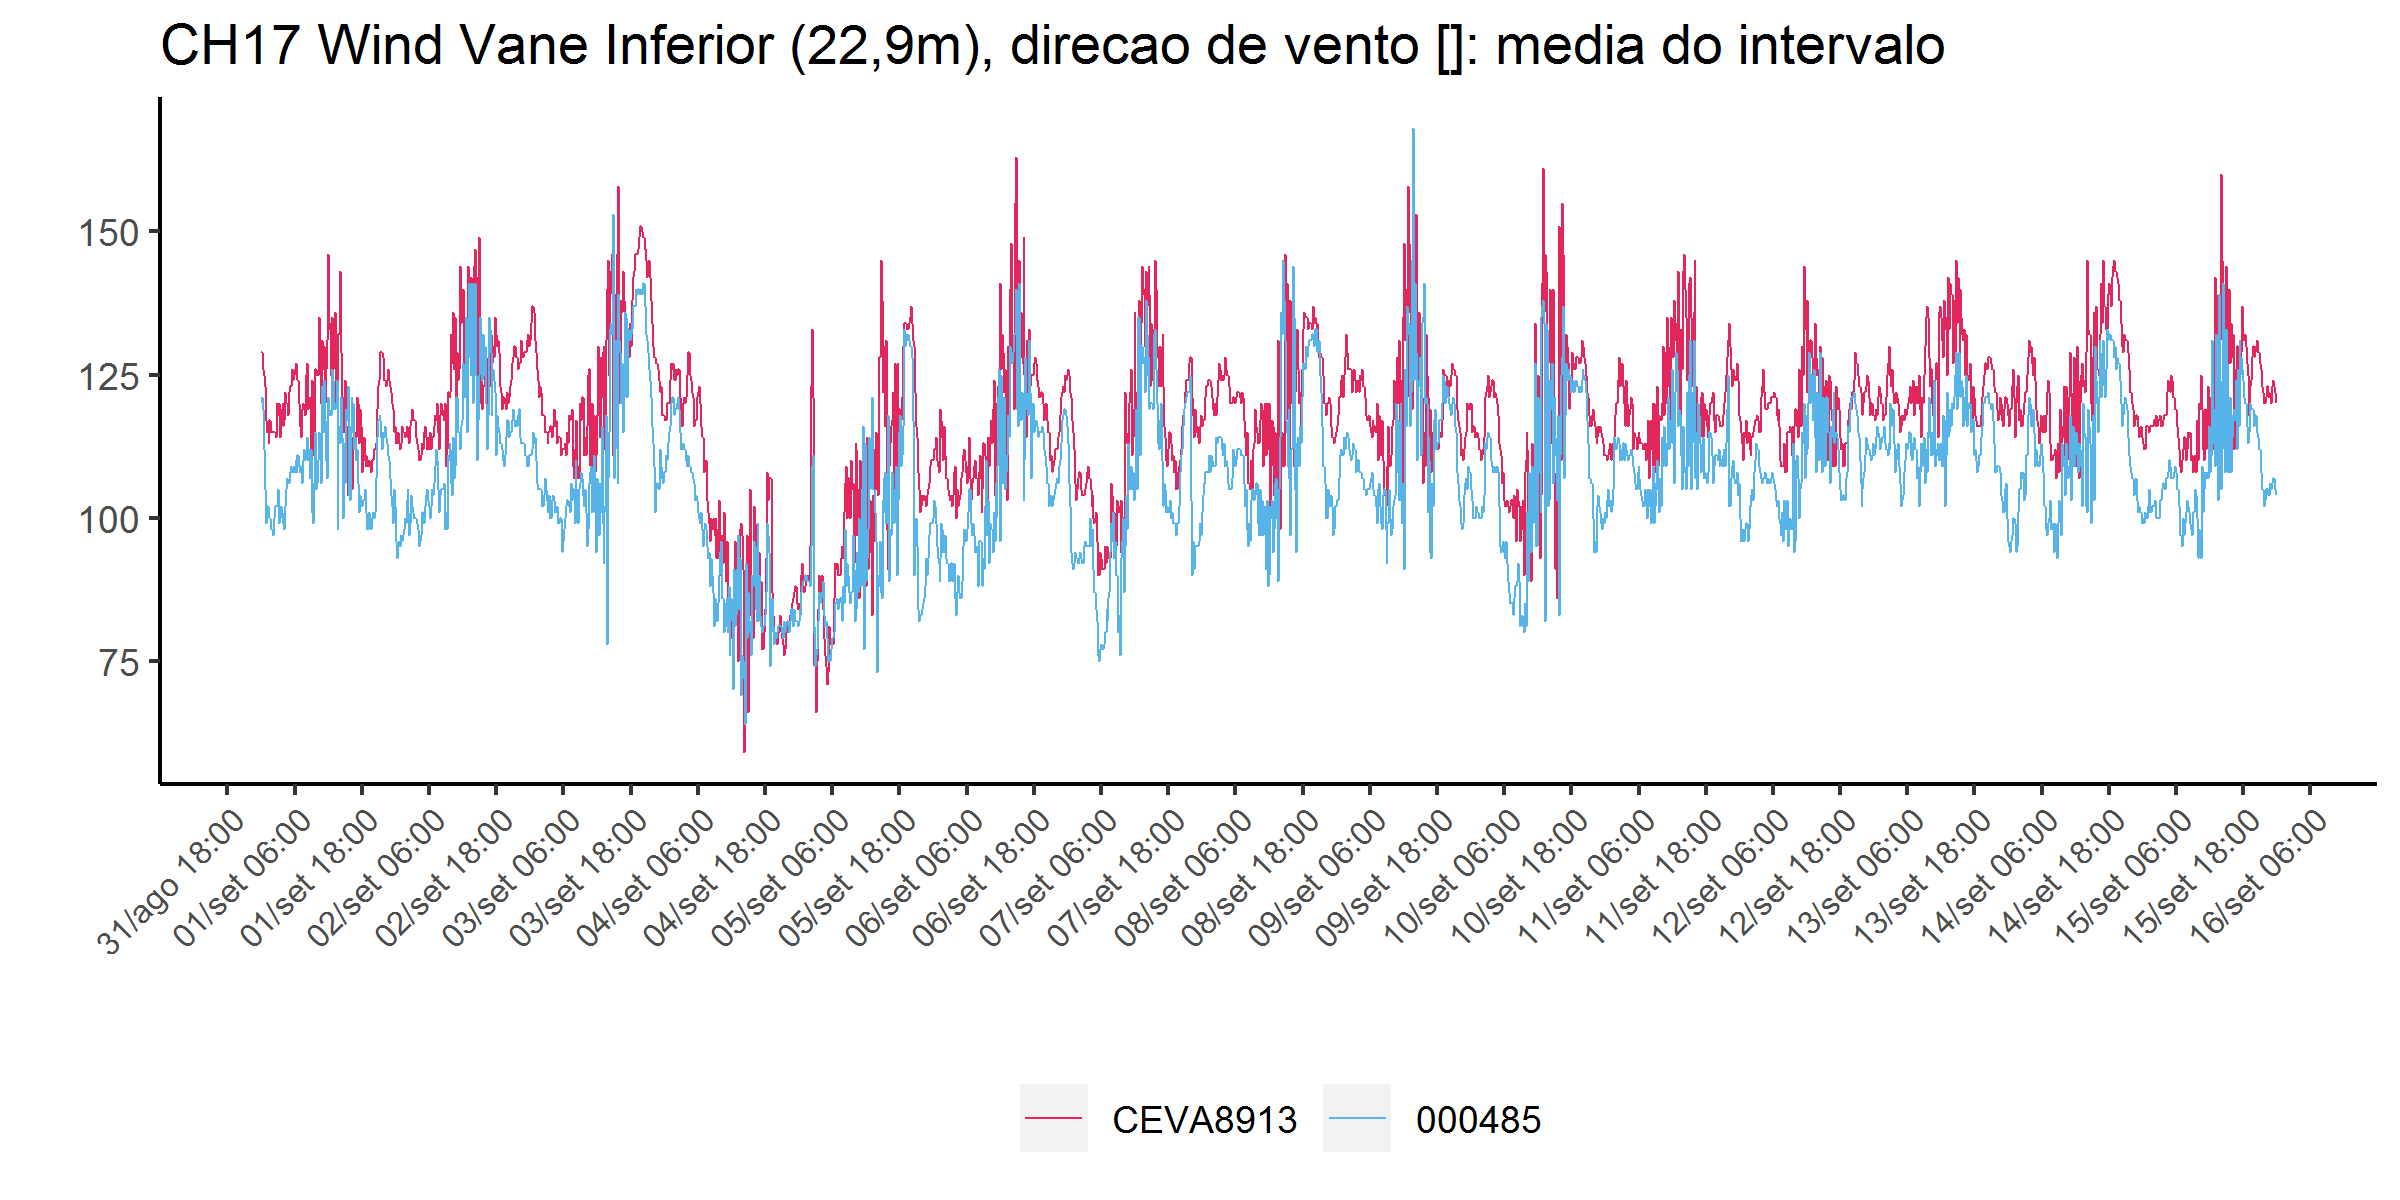 CH17 Wind Vane Inferior (22,9m), direcao de vento []: media do intervalo
150
125
100
75
31/ago 18:00
01/set 06:00
01/set 18:00
02/set 06:00
02/set 18:00
03/set 06:00
03/set 18:00
04/set 06:00
04/set 18:00
05/set 06:00
05/set 18:00
06/set 06:00
06/set 18:00
07/set 06:00
07/set 18:00
08/set 06:00
08/set 18:00
09/set 06:00
09/set 18:00
10/set 06:00
10/set 18:00
11/set 06:00
11/set 18:00
12/set 06:00
12/set 18:00
13/set 06:00
13/set 18:00
14/set 06:00
14/set 18:00
15/set 06:00
15/set 18:00
16/set 06:00
CEVA8913
000485